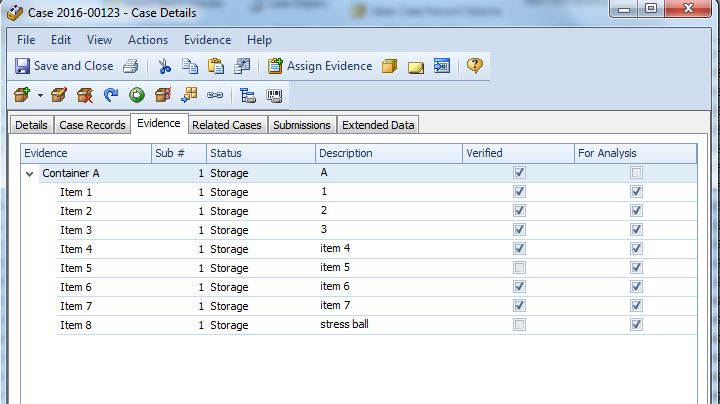 Case 2016-00123 - Case Details
File Edit View Actions Evidence Help
Save and Close Assign Evidence
Details Case Records Evidence Related Cases Submissions Extended Data
Evidence Sub # Status Description Verified For Analysis
Container A 1 Storage A
Item 1 1 Storage 1
Item 2 1 Storage 2
Item 3 1 Storage 3
Item 4 1 Storage item 4
Item 5 1 Storage item 5
Item 6 1 Storage item 6
Item 7 1 Storage item 7
Item 8 1 Storage stress ball